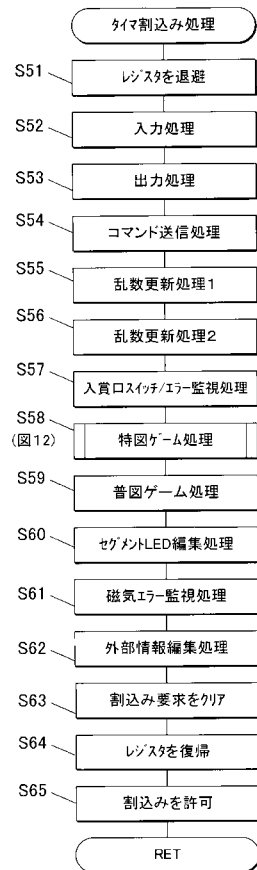 タイマ割込み処理
S51
レジスタを退避
S52
入力処理
S53
出力処理
S54
コマンド送信処理
S55
乱数更新処理1
S56
乱数更新処理2
S57
入賞口スイッチ/エラー監視処理
S58
(図12)
特図ゲーム処理
S59
普図ゲーム処理
S60
セグメントLED編集処理
S61
磁気エラー監視処理
S62
外部情報編集処理
S63
割込み要求をクリア
S64
レジスタを復帰
S65
割込みを許可
RET